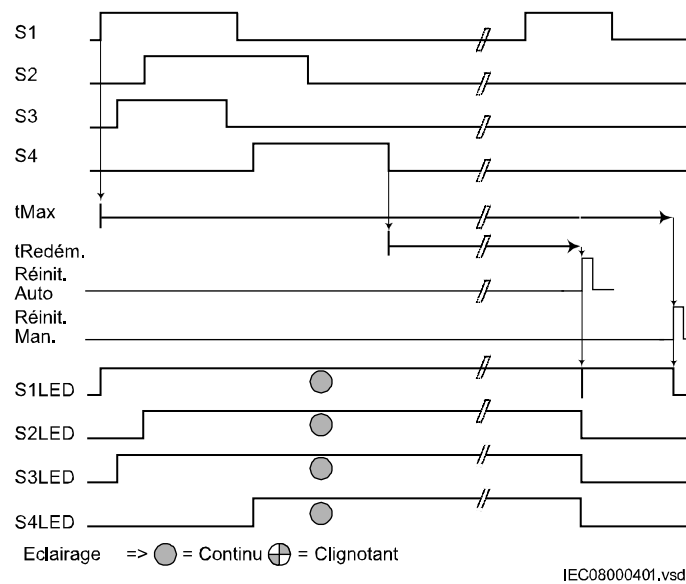 S1
S2
S3
S4
tMax
tRedém.
Réinit.
Auto
Réinit.
Man.
S1LED
S2LED
S3LED
S4LED
Eclairage => = Continu = Clignotant
IEC08000401.vsd